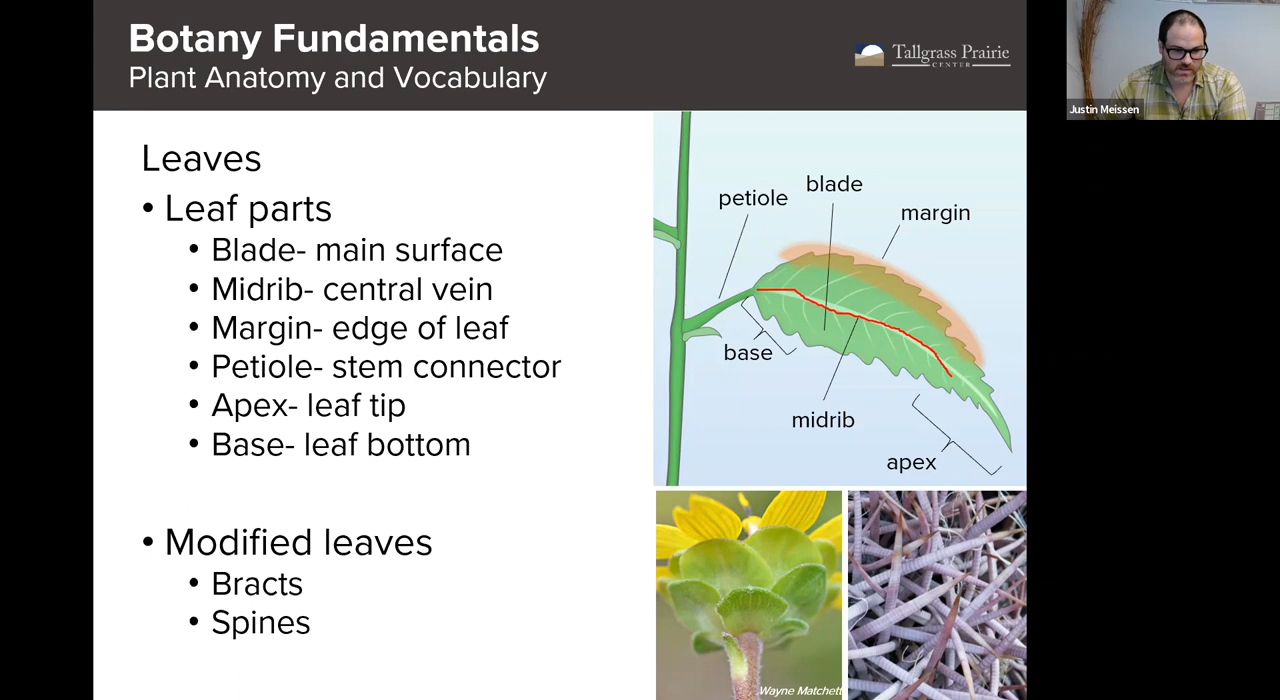 Botany Fundamentals
Plant Anatomy and Vocabulary
Tallgrass Prairie
CENTER
Justin Meissen
Leaves
• Leaf parts
• Blade- main surface
• Midrib- central vein
• Margin- edge of leaf
• Petiole- stem connector
• Apex- leaf tip
• Base- leaf bottom
• Modified leaves
• Bracts
• Spines
blade
petiole
margin
base
midrib
apex
Wayne Matchett